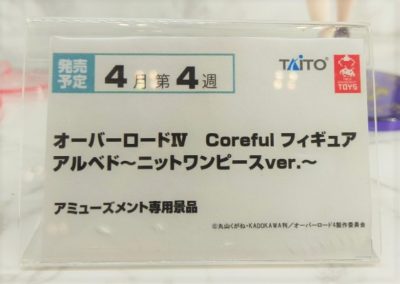 発売予定 4月第4週
TAITO
TOYS
オーバーロードⅣ Coreful フィギュア
アルベド～ニットワンピースver.～
アミューズメント専用景品
©丸山くがね・KADOKAWA刊／オーバーロード4製作委員会